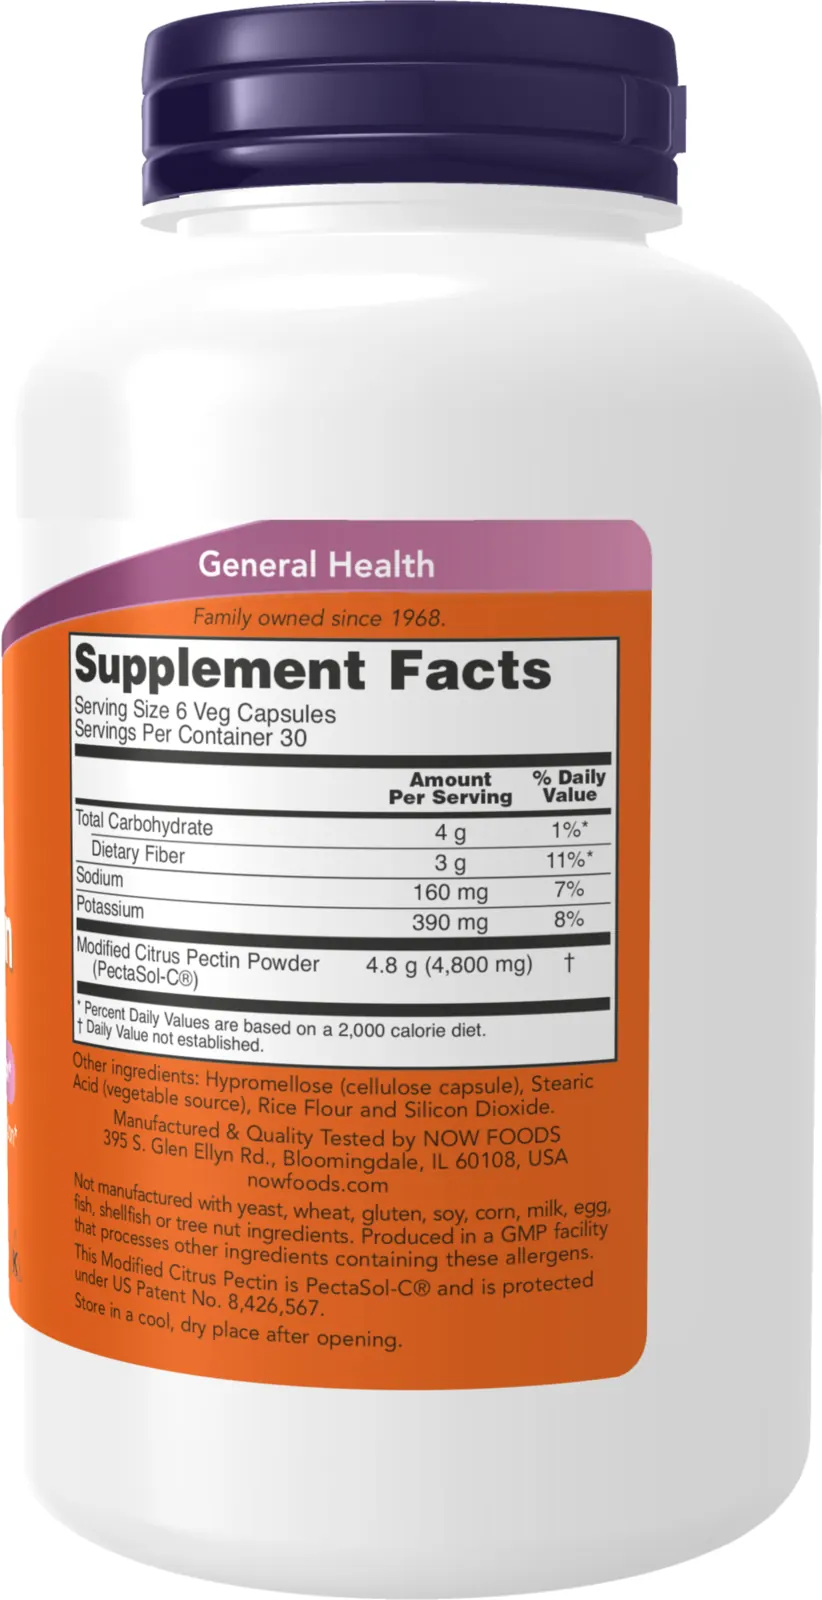 General Health
Family owned since 1968.
Supplement Facts
Serving Size 6 Veg Capsules
Servings Per Container 30
Amount Per Serving % Daily Value
Total Carbohydrate 4 g 1%*
Dietary Fiber 3 g 11%*
Sodium 160 mg 7%
Potassium 390 mg 8%
Modified Citrus Pectin Powder 4.8 g (4,800 mg) †
(PectaSol-C®)
* Percent Daily Values are based on a 2,000 calorie diet.
† Daily Value not established.
Other ingredients: Hypromellose (cellulose capsule), Stearic
Acid (vegetable source), Rice Flour and Silicon Dioxide.
Manufactured & Quality Tested by NOW FOODS
395 S. Glen Ellyn Rd., Bloomingdale, IL 60108, USA
nowfoods.com
Not manufactured with yeast, wheat, gluten, soy, corn, milk, egg,
fish, shellfish or tree nut ingredients. Produced in a GMP facility
that processes other ingredients containing these allergens.
This Modified Citrus Pectin is PectaSol-C® and is protected
under US Patent No. 8,426,567.
Store in a cool, dry place after opening.